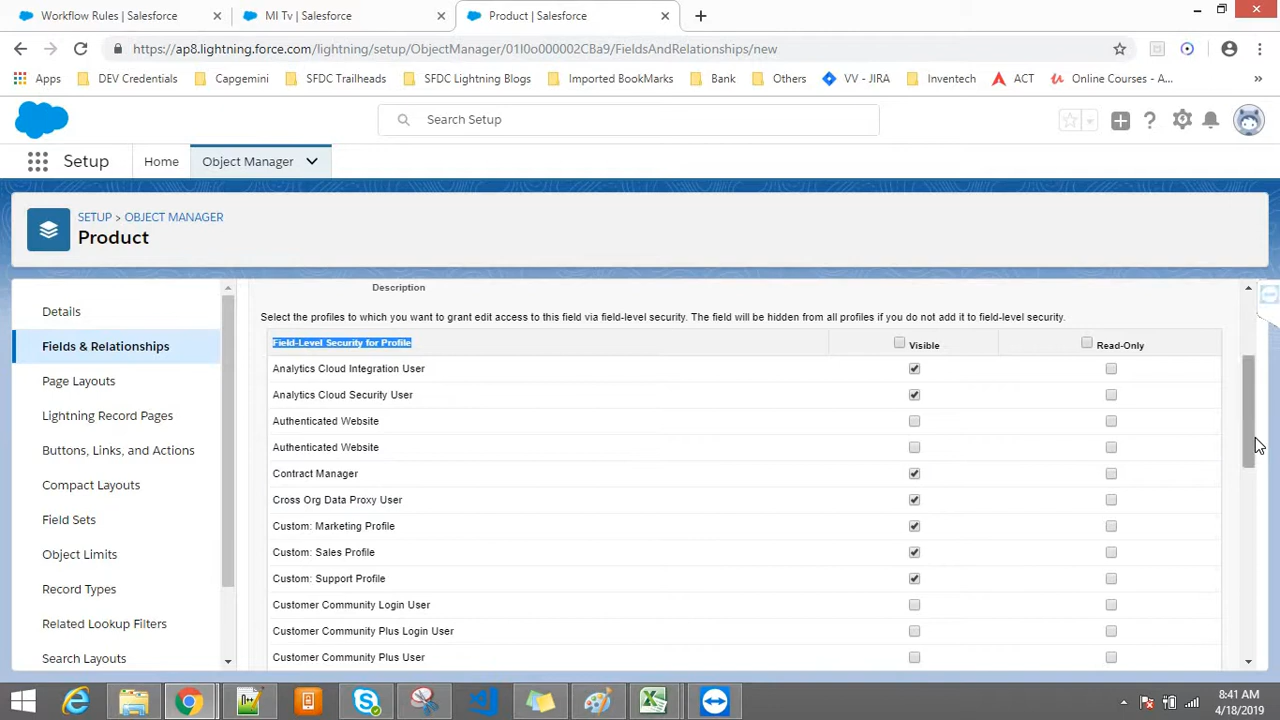 Workflow Rules | Salesforce
MI Tv | Salesforce
Product | Salesforce
https://ap8.lightning.force.com/lightning/setup/ObjectManager/01I0o000002CBa9/FieldsAndRelationships/new
Apps
DEV Credentials
Capgemini
SFDC Trailheads
SFDC Lightning Blogs
Imported BookMarks
Bank
Others
VV - JIRA
Inventech
ACT
Online Courses - A...
»
Search Setup
Setup
Home
Object Manager
SETUP > OBJECT MANAGER
Product
Details
Fields & Relationships
Page Layouts
Lightning Record Pages
Buttons, Links, and Actions
Compact Layouts
Field Sets
Object Limits
Record Types
Related Lookup Filters
Search Layouts
Description
Select the profiles to which you want to grant edit access to this field via field-level security. The field will be hidden from all profiles if you do not add it to field-level security.
Field-Level Security for Profile Visible Read-Only
Analytics Cloud Integration User
Analytics Cloud Security User
Authenticated Website
Authenticated Website
Contract Manager
Cross Org Data Proxy User
Custom: Marketing Profile
Custom: Sales Profile
Custom: Support Profile
Customer Community Login User
Customer Community Plus Login User
Customer Community Plus User
8:41 AM
4/18/2019